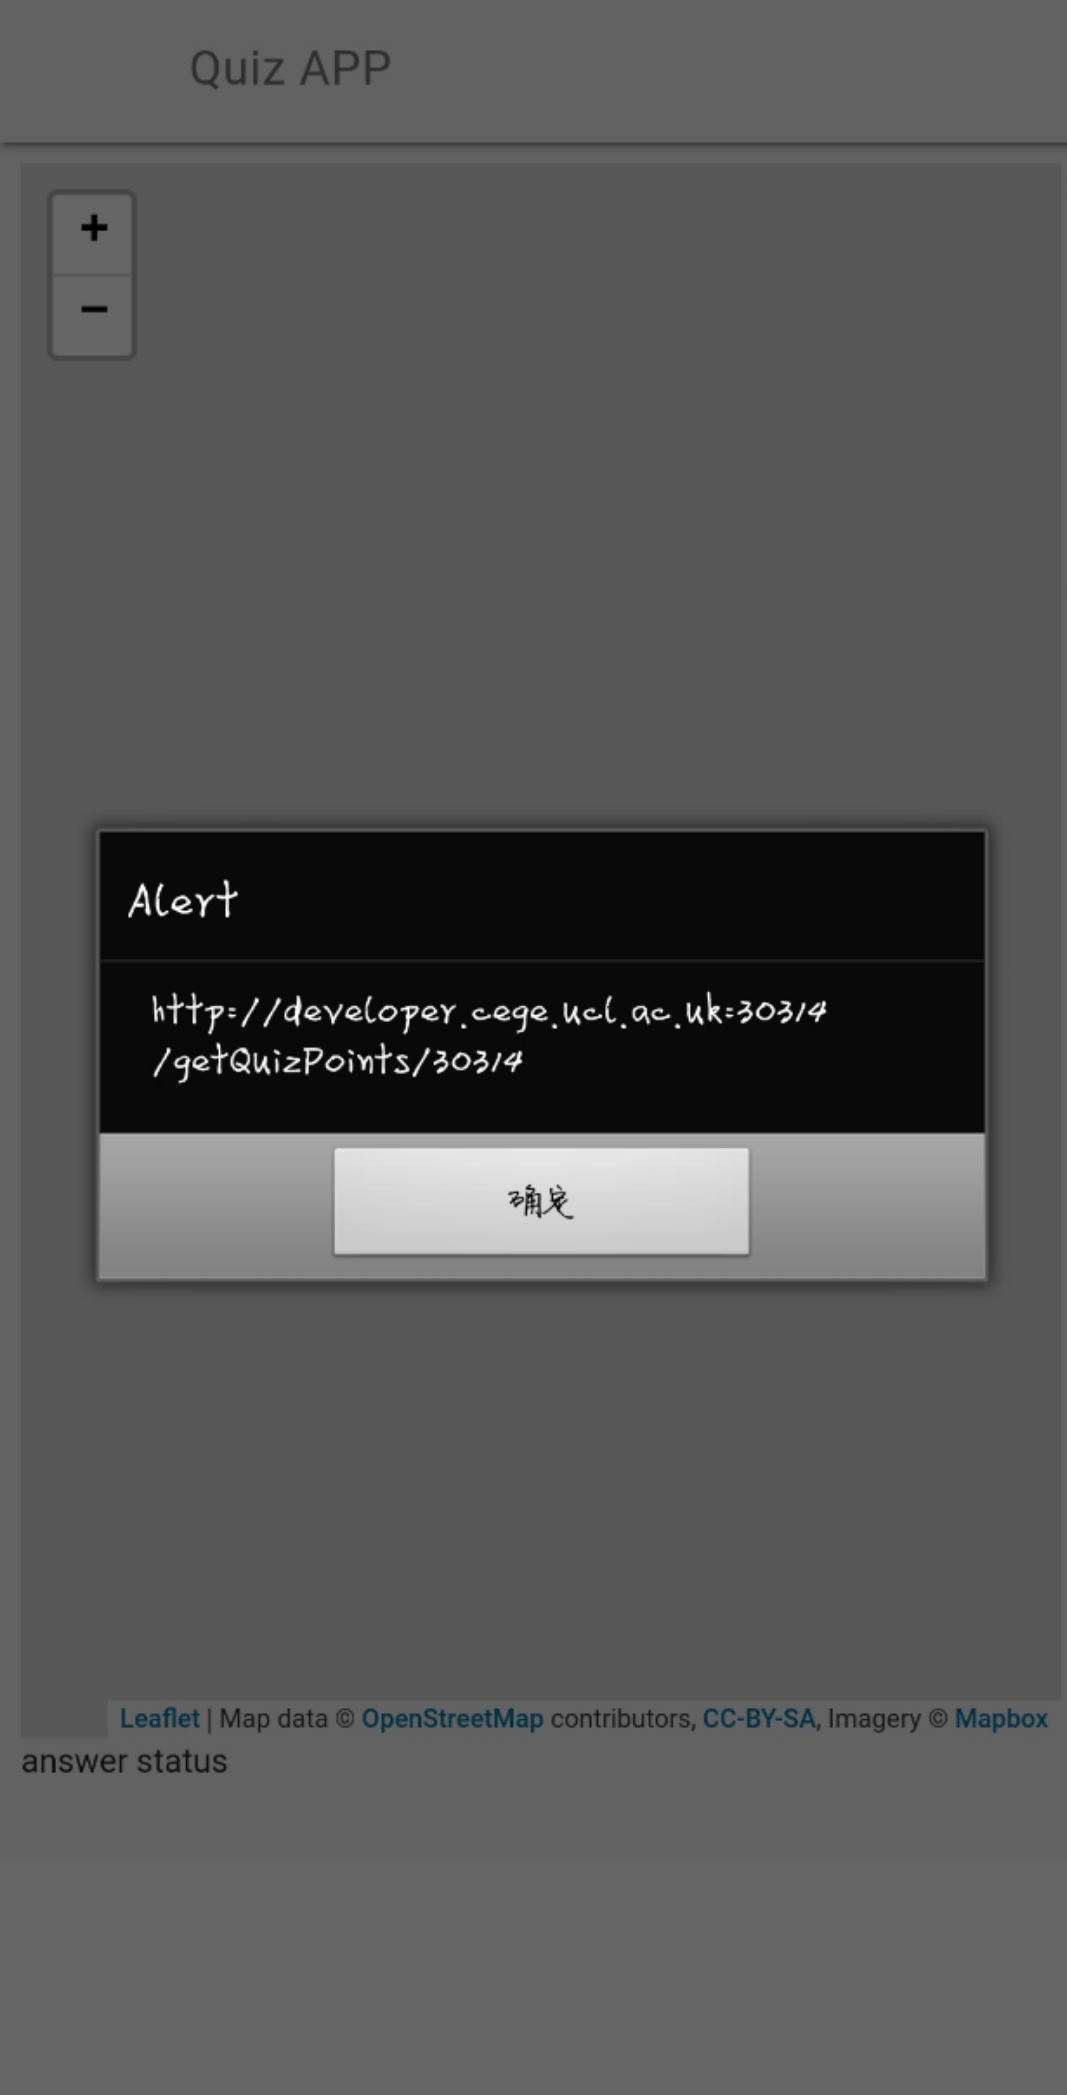 Quiz APP
+
−
Alert
http://developer.cege.ucl.ac.uk:30314
/getQuizPoints/30314
确定
Leaflet | Map data © OpenStreetMap contributors, CC-BY-SA, Imagery © Mapbox
answer status